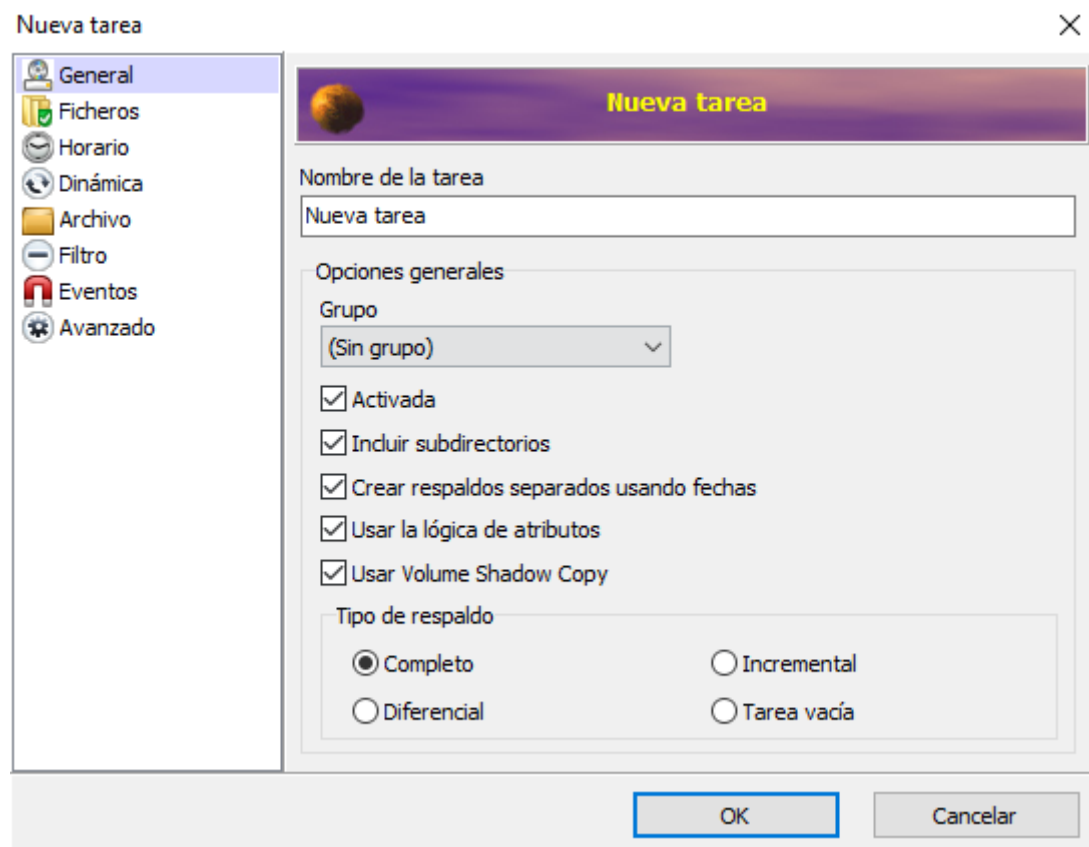 Nueva tarea
General
Ficheros
Horario
Dinámica
Archivo
Filtro
Eventos
Avanzado
Nueva tarea
Nombre de la tarea
Nueva tarea
Opciones generales
Grupo
(Sin grupo)
Activada
Incluir subdirectorios
Crear respaldos separados usando fechas
Usar la lógica de atributos
Usar Volume Shadow Copy
Tipo de respaldo
Completo Incremental
Diferencial Tarea vacía
OK Cancelar